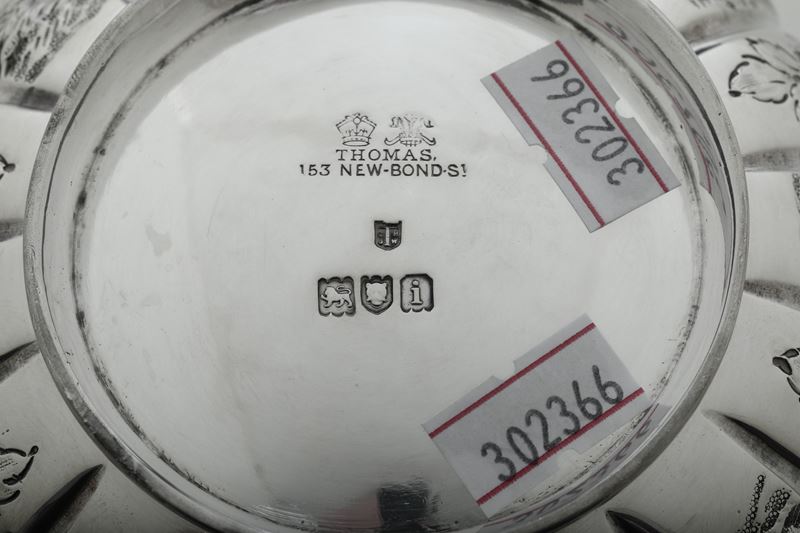 THOMAS,
153 NEW-BOND-ST
i
302366
302366